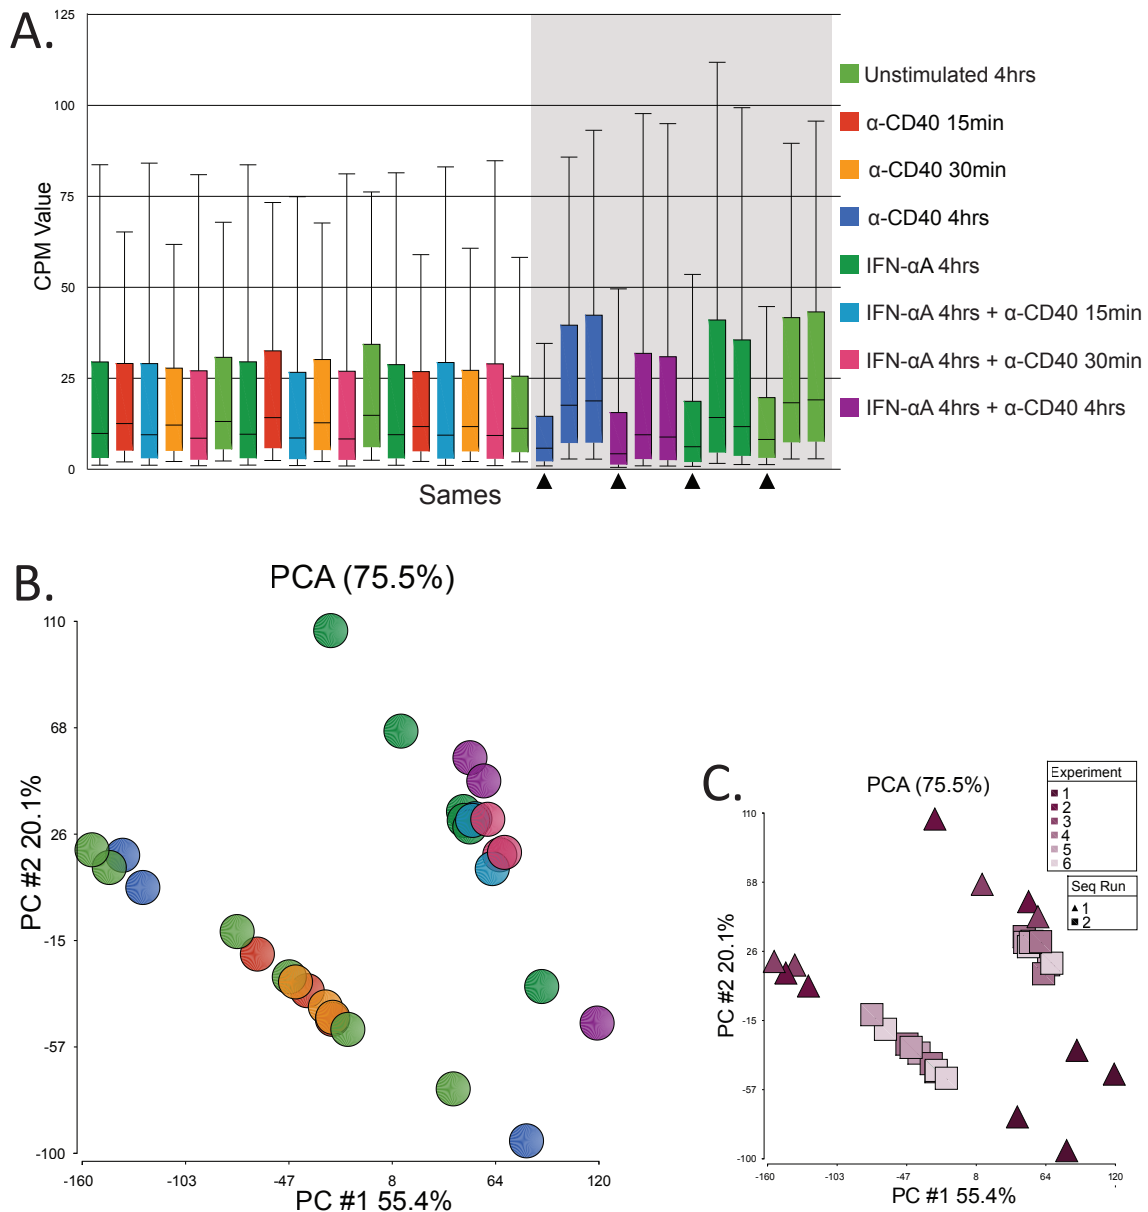 A.
125
100
75
50
25
0
CPM Value
Sames
Unstimulated 4hrs
α-CD40 15min
α-CD40 30min
α-CD40 4hrs
IFN-αA 4hrs
IFN-αA 4hrs + α-CD40 15min
IFN-αA 4hrs + α-CD40 30min
IFN-αA 4hrs + α-CD40 4hrs
B.
PCA (75.5%)
110
68
26
-15
-57
-100
PC #2 20.1%
-160 -103 -47 8 64 120
PC #1 55.4%
C.
PCA (75.5%)
Experiment
1
2
3
4
5
6
Seq Run
1
2
110
68
26
-15
-57
-100
PC #2 20.1%
-160 -103 -47 8 64 120
PC #1 55.4%